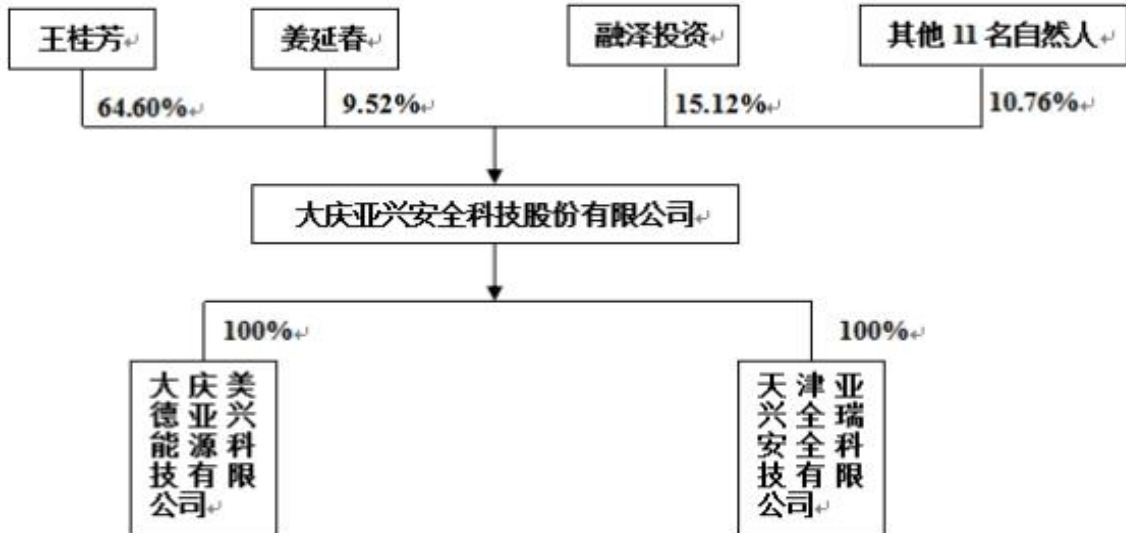 王桂芳
姜延春
融泽投资
其他 11 名自然人
64.60%
9.52%
15.12%
10.76%
大庆亚兴安全科技股份有限公司
100%
100%
大庆美
德亚兴
能源科
技有限
公司
天津亚
兴全瑞
安全科
技有限
公司